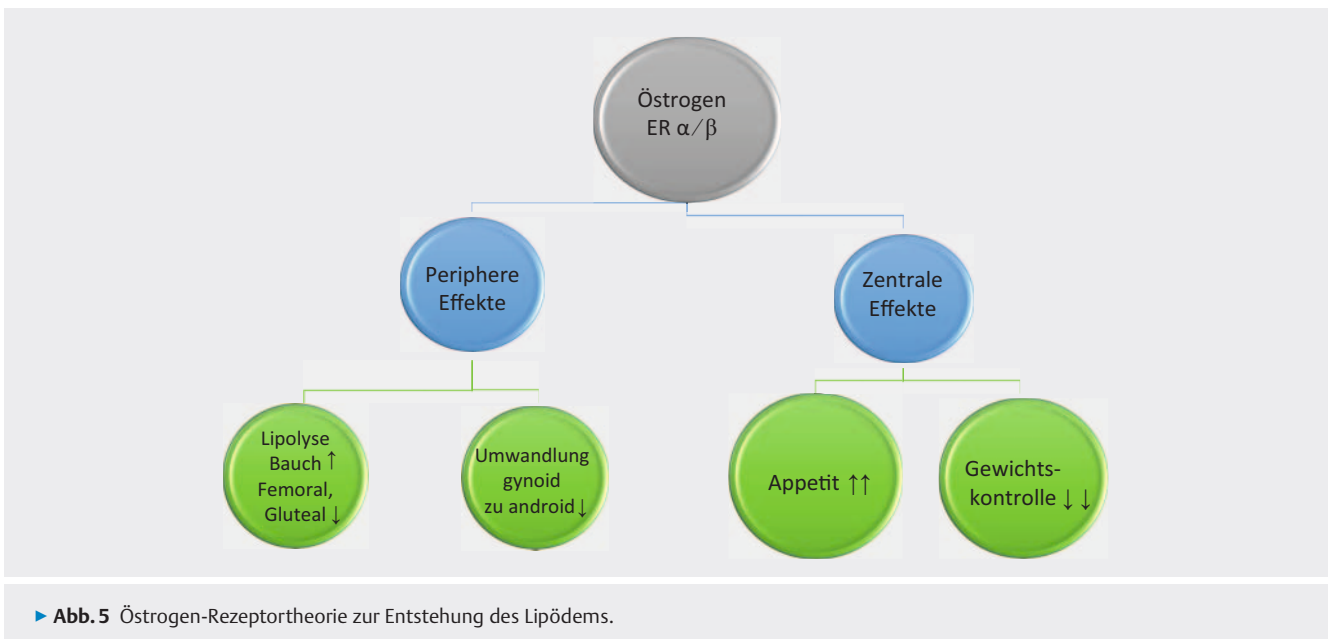 Östrogen
ER α/β
Periphere
Effekte
Zentrale
Effekte
Lipolyse
Bauch ↑
Femoral,
Gluteal ↓
Umwandlung
gynoid
zu android ↓
Appetit ↑↑
Gewichts-
kontrolle ↓ ↓
▶ Abb. 5 Östrogen-Rezeptortheorie zur Entstehung des Lipödems.